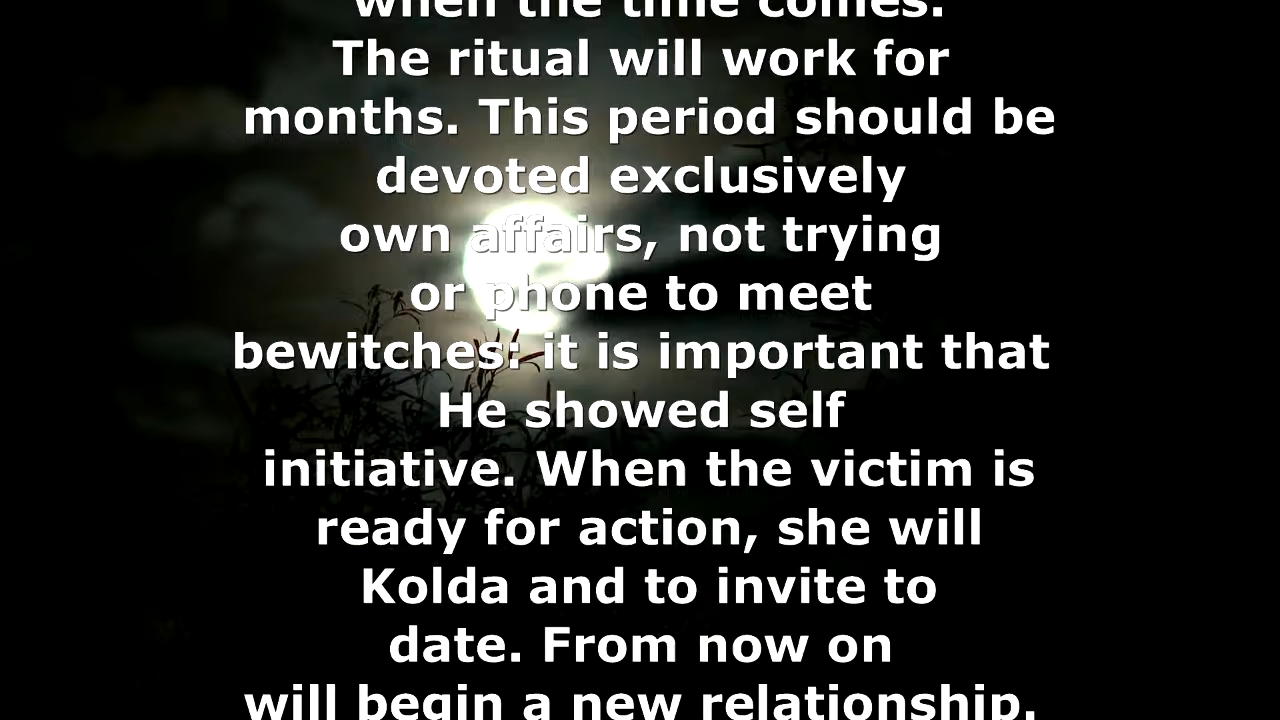 when the time comes.
The ritual will work for
months. This period should be
devoted exclusively
own affairs, not trying
or phone to meet
bewitches: it is important that
He showed self
initiative. When the victim is
ready for action, she will
Kolda and to invite to
date. From now on
will begin a new relationship.